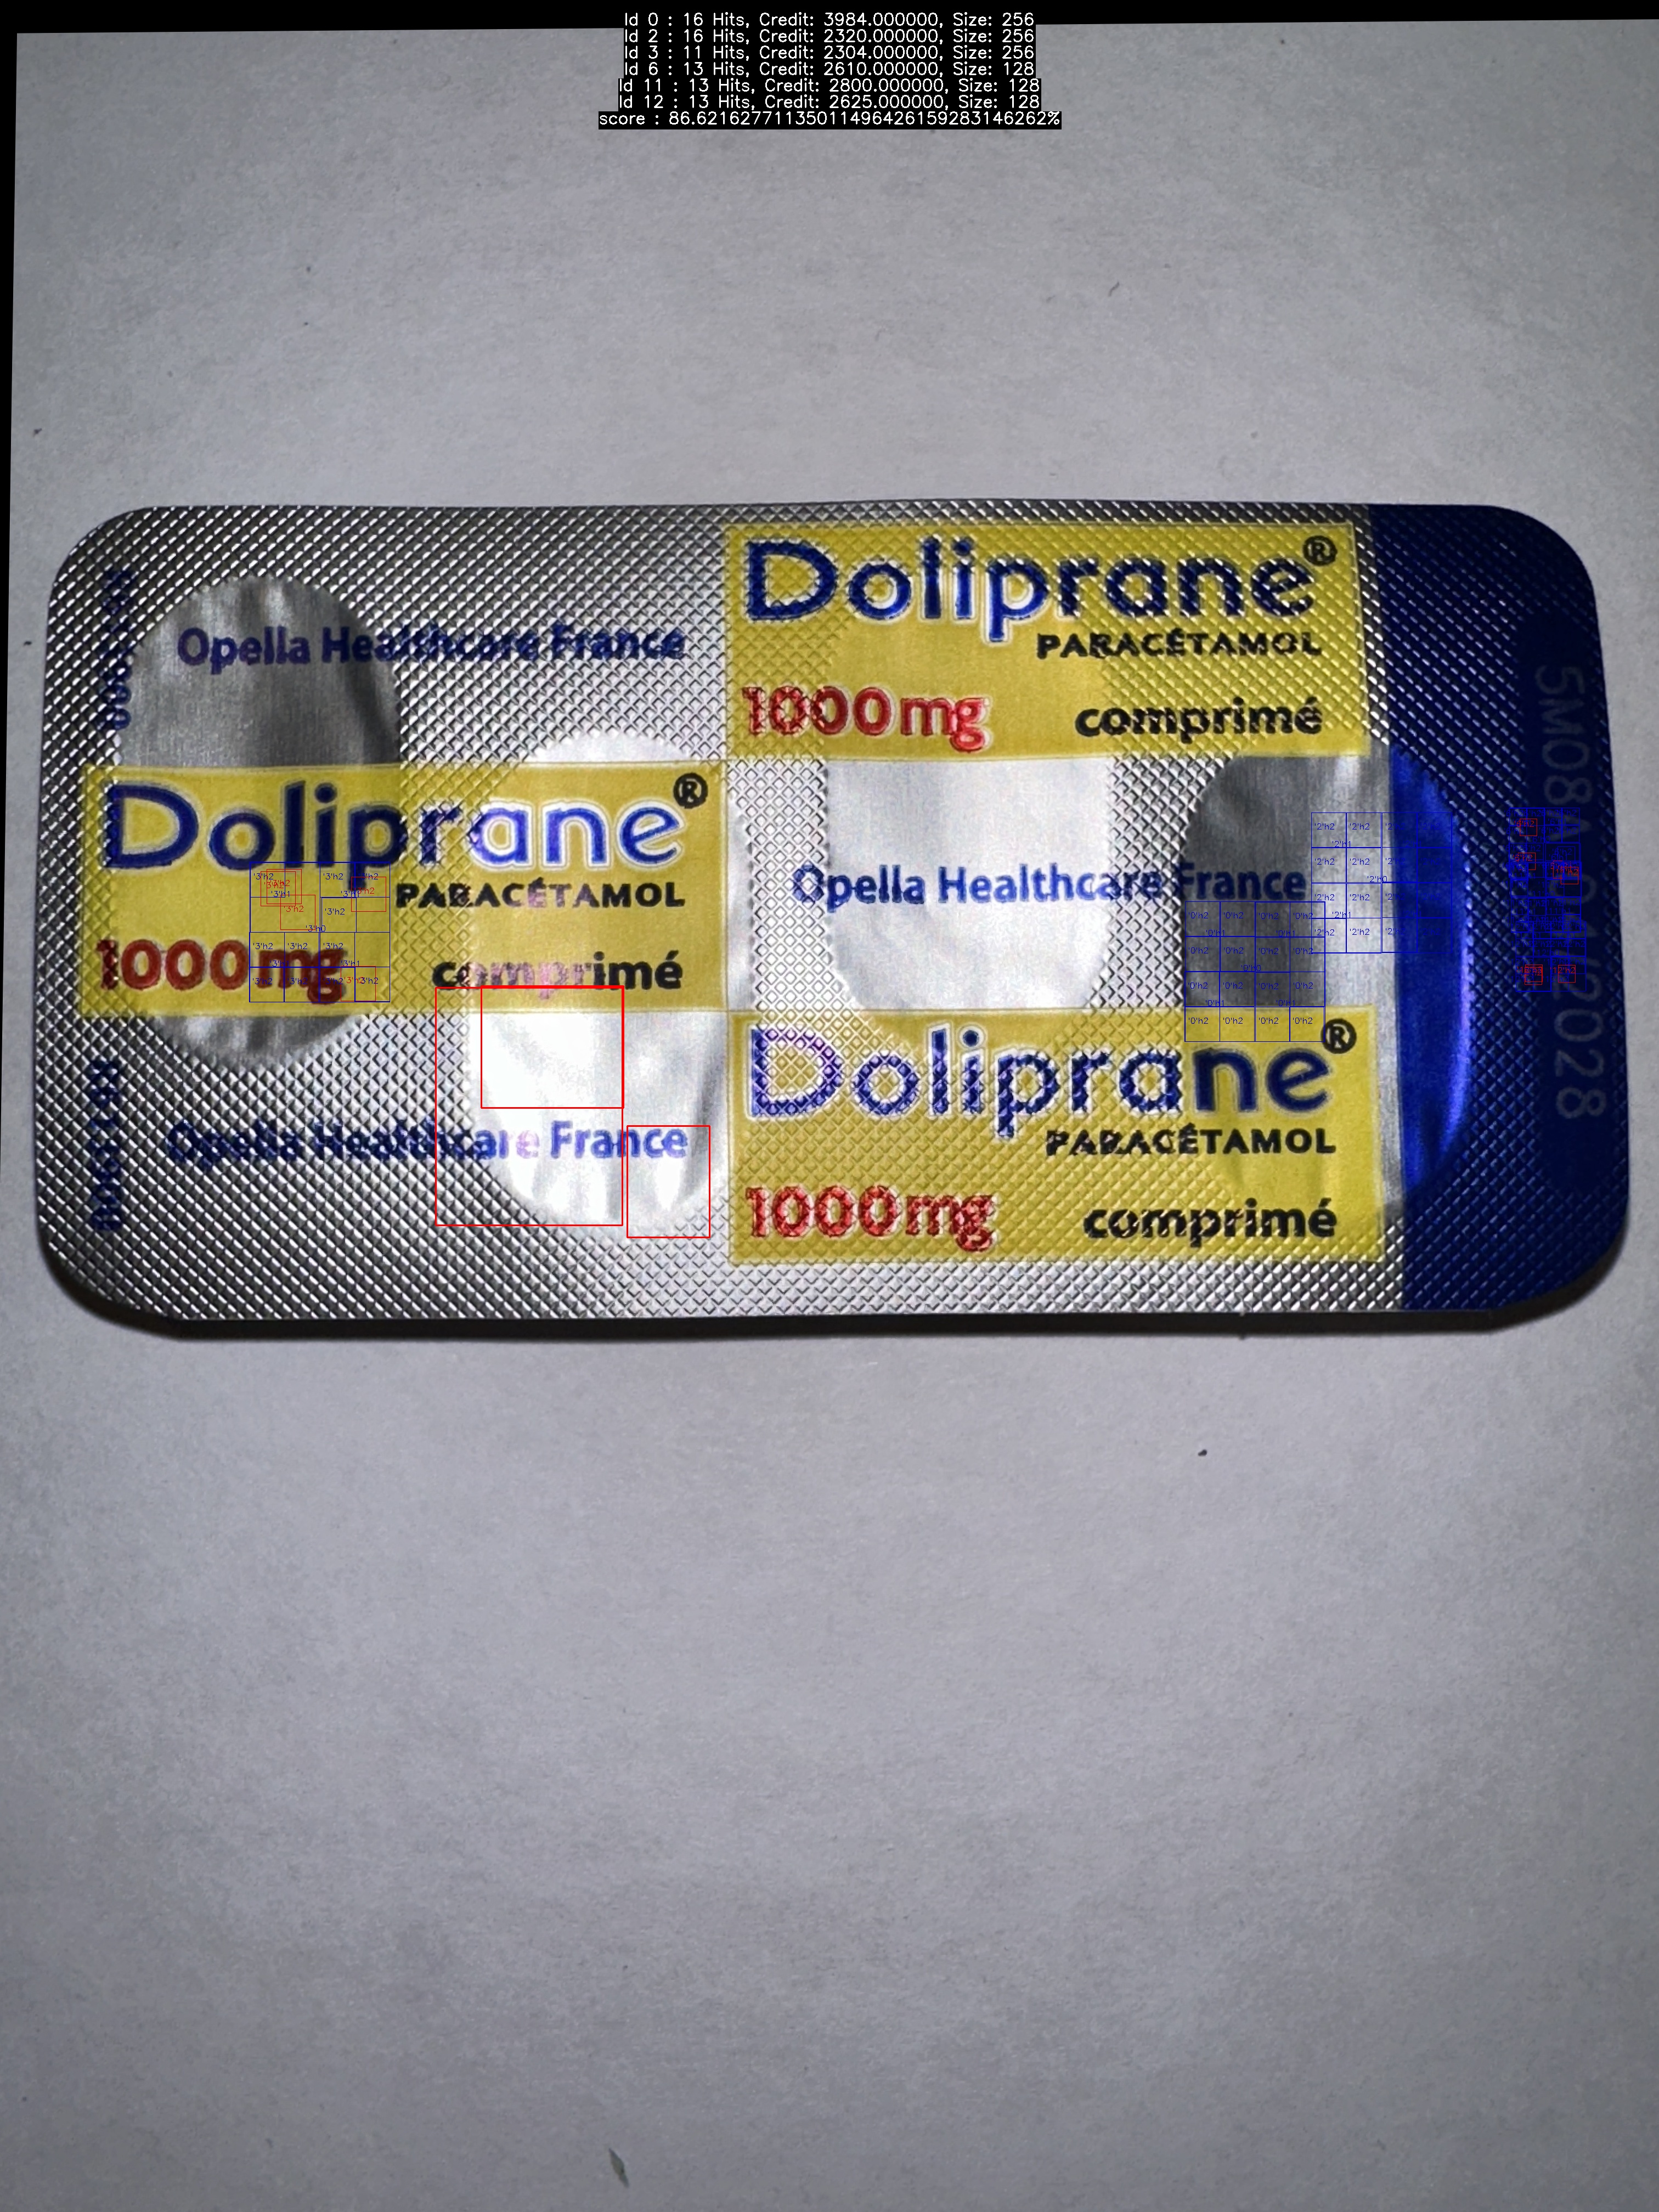 Id 0 : 16 Hits, Credit: 3984.000000, Size: 256
Id 2 : 16 Hits, Credit: 2320.000000, Size: 256
Id 3 : 11 Hits, Credit: 2304.000000, Size: 256
Id 6 : 13 Hits, Credit: 2610.000000, Size: 128
Id 11 : 13 Hits, Credit: 2800.000000, Size: 128
Id 12 : 13 Hits, Credit: 2625.000000, Size: 128
score : 86.621627711350114964261592831462​62%
Doliprane®
PARACÉTAMOL
1000mg comprimé
Opella Healthcare France
Doliprane®
PARACÉTAMOL
1000mg comprimé
Opella Healthcare France
Opella Healthcare France
Doliprane®
PARACÉTAMOL
1000mg comprimé